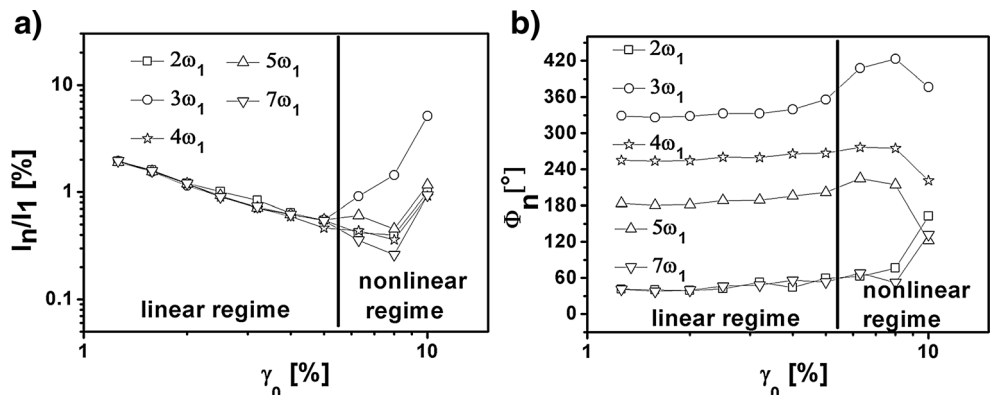 a)
10
1
0.1
Iₙ/I₁ [%]
2ω₁
3ω₁
4ω₁
5ω₁
7ω₁
linear regime
nonlinear
regime
1
10
γ₀ [%]
b)
420
360
300
240
180
120
60
0
Φₙ[°]
2ω₁
3ω₁
4ω₁
5ω₁
7ω₁
linear regime
nonlinear
regime
1
10
γ₀ [%]